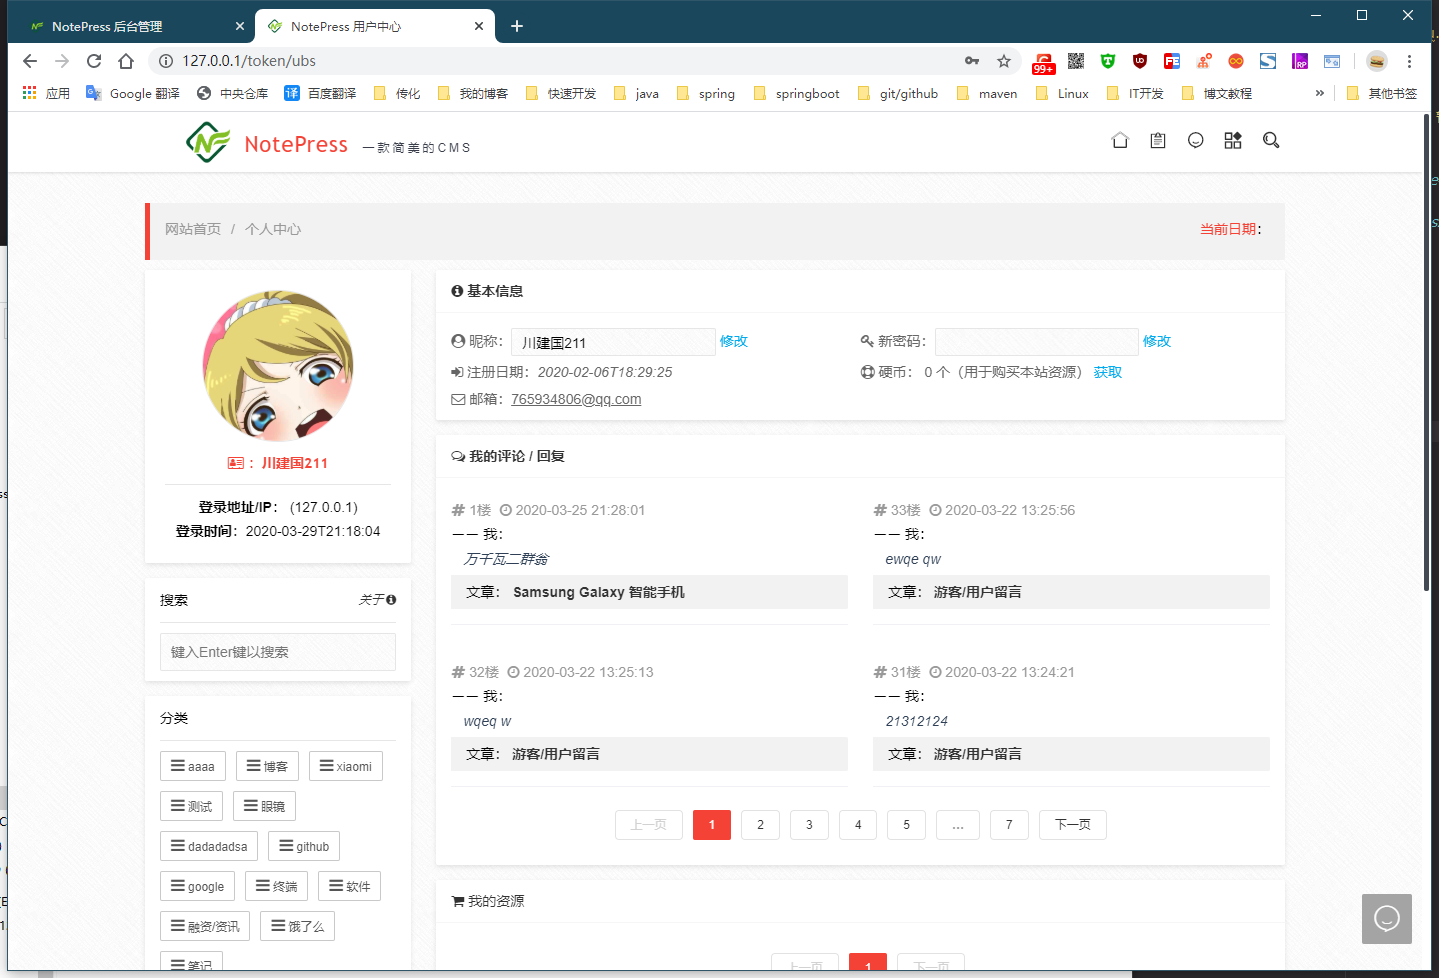 NotePress 后台管理
NotePress 用户中心
127.0.0.1/token/ubs
99+
应用
Google 翻译
中央仓库
百度翻译
传化
我的博客
快速开发
java
spring
springboot
git/github
maven
Linux
IT开发
博文教程
»
其他书签
NotePress 一款简美的CMS
网站首页 / 个人中心
当前日期：
川建国211
登录地址/IP： (127.0.0.1)
登录时间：2020-03-29T21:18:04
搜索
关于
键入Enter键以搜索
分类
aaaa
博客
xiaomi
测试
眼镜
dadadadsa
github
google
终端
软件
融资/资讯
饿了么
笔记
基本信息
昵称： 川建国211 修改
新密码： 修改
注册日期：2020-02-06T18:29:25
硬币： 0 个（用于购买本站资源） 获取
邮箱：765934806@qq.com
我的评论 / 回复
# 1楼 2020-03-25 21:28:01
—— 我：
万千瓦二群翁
文章： Samsung Galaxy 智能手机
# 33楼 2020-03-22 13:25:56
—— 我：
ewqe qw
文章： 游客/用户留言
# 32楼 2020-03-22 13:25:13
—— 我：
wqeq w
文章： 游客/用户留言
# 31楼 2020-03-22 13:24:21
—— 我：
21312124
文章： 游客/用户留言
上一页 1 2 3 4 5 … 7 下一页
我的资源
上一页 1 下一页